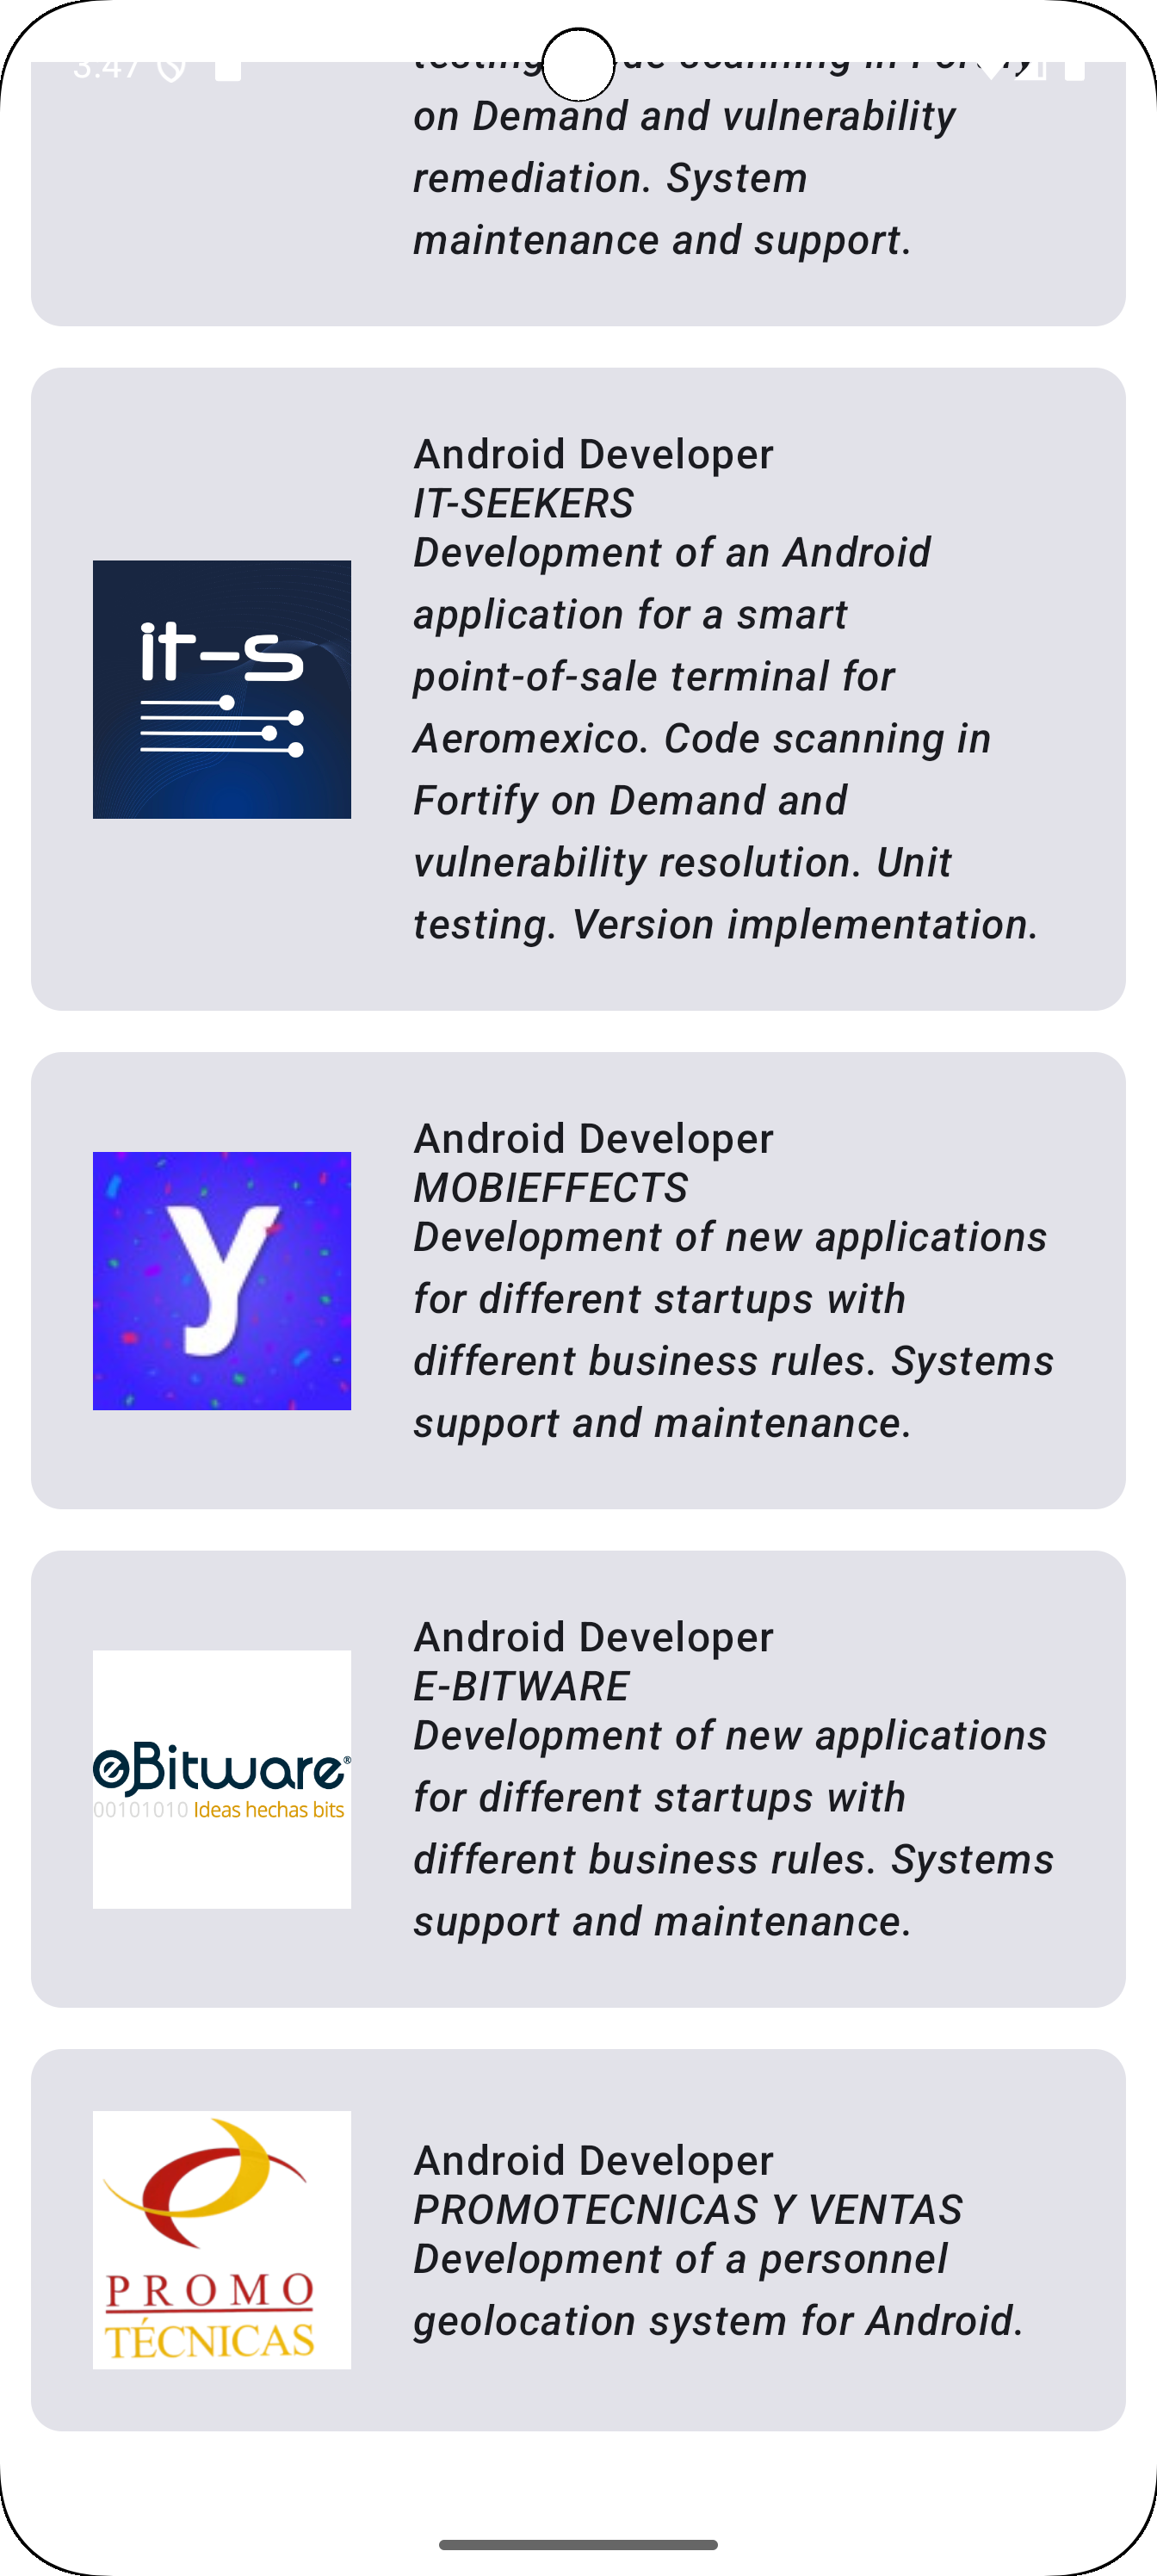 3:47
on Demand and vulnerability
remediation. System
maintenance and support.
Android Developer
IT-SEEKERS
Development of an Android
application for a smart
point-of-sale terminal for
Aeromexico. Code scanning in
Fortify on Demand and
vulnerability resolution. Unit
testing. Version implementation.
it-s
Android Developer
MOBIEFFECTS
Development of new applications
for different startups with
different business rules. Systems
support and maintenance.
y
Android Developer
E-BITWARE
Development of new applications
for different startups with
different business rules. Systems
support and maintenance.
eBitware®
00101010 Ideas hechas bits
Android Developer
PROMOTECNICAS Y VENTAS
Development of a personnel
geolocation system for Android.
PROMO
TÉCNICAS